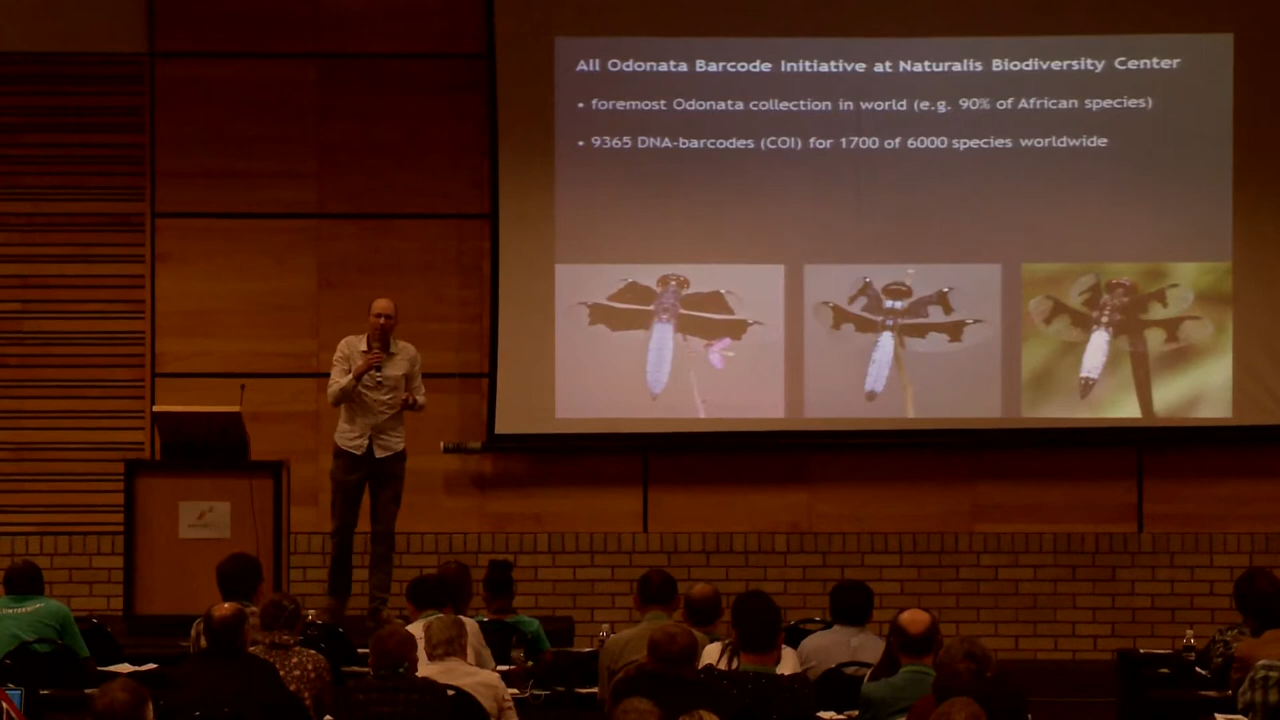 All Odonata Barcode Initiative at Naturalis Biodiversity Center
• foremost Odonata collection in world (e.g. 90% of African species)
• 9365 DNA-barcodes (COI) for 1700 of 6000 species worldwide